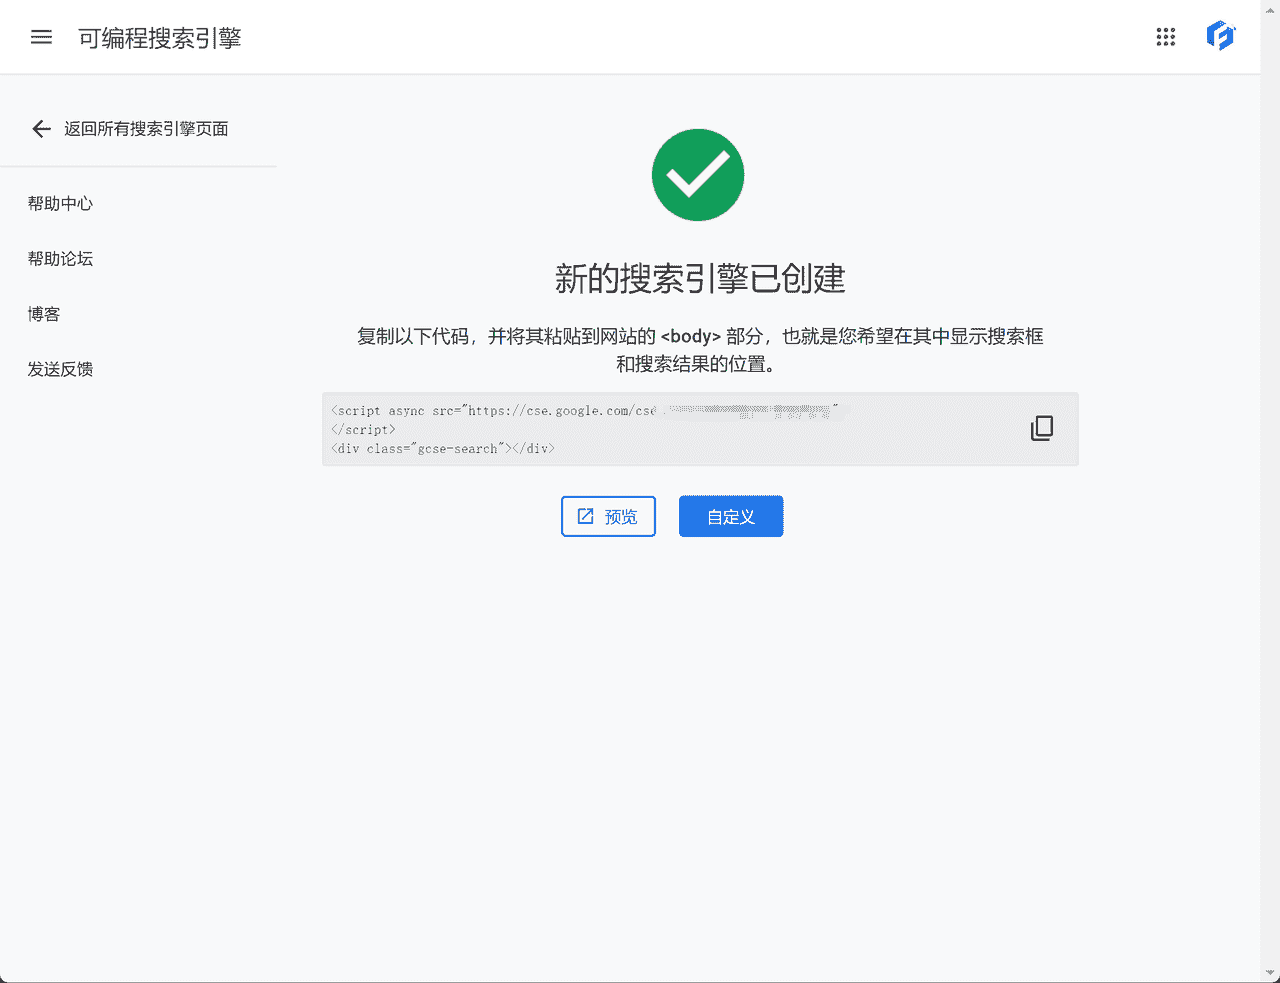 可编程搜索引擎
返回所有搜索引擎页面
帮助中心
帮助论坛
博客
发送反馈
新的搜索引擎已创建
复制以下代码，并将其粘贴到网站的 <body> 部分，也就是您希望在其中显示搜索框
和搜索结果的位置。
<script async src="https://cse.google.com/cse "
</script>
<div class="gcse-search"></div>
预览
自定义